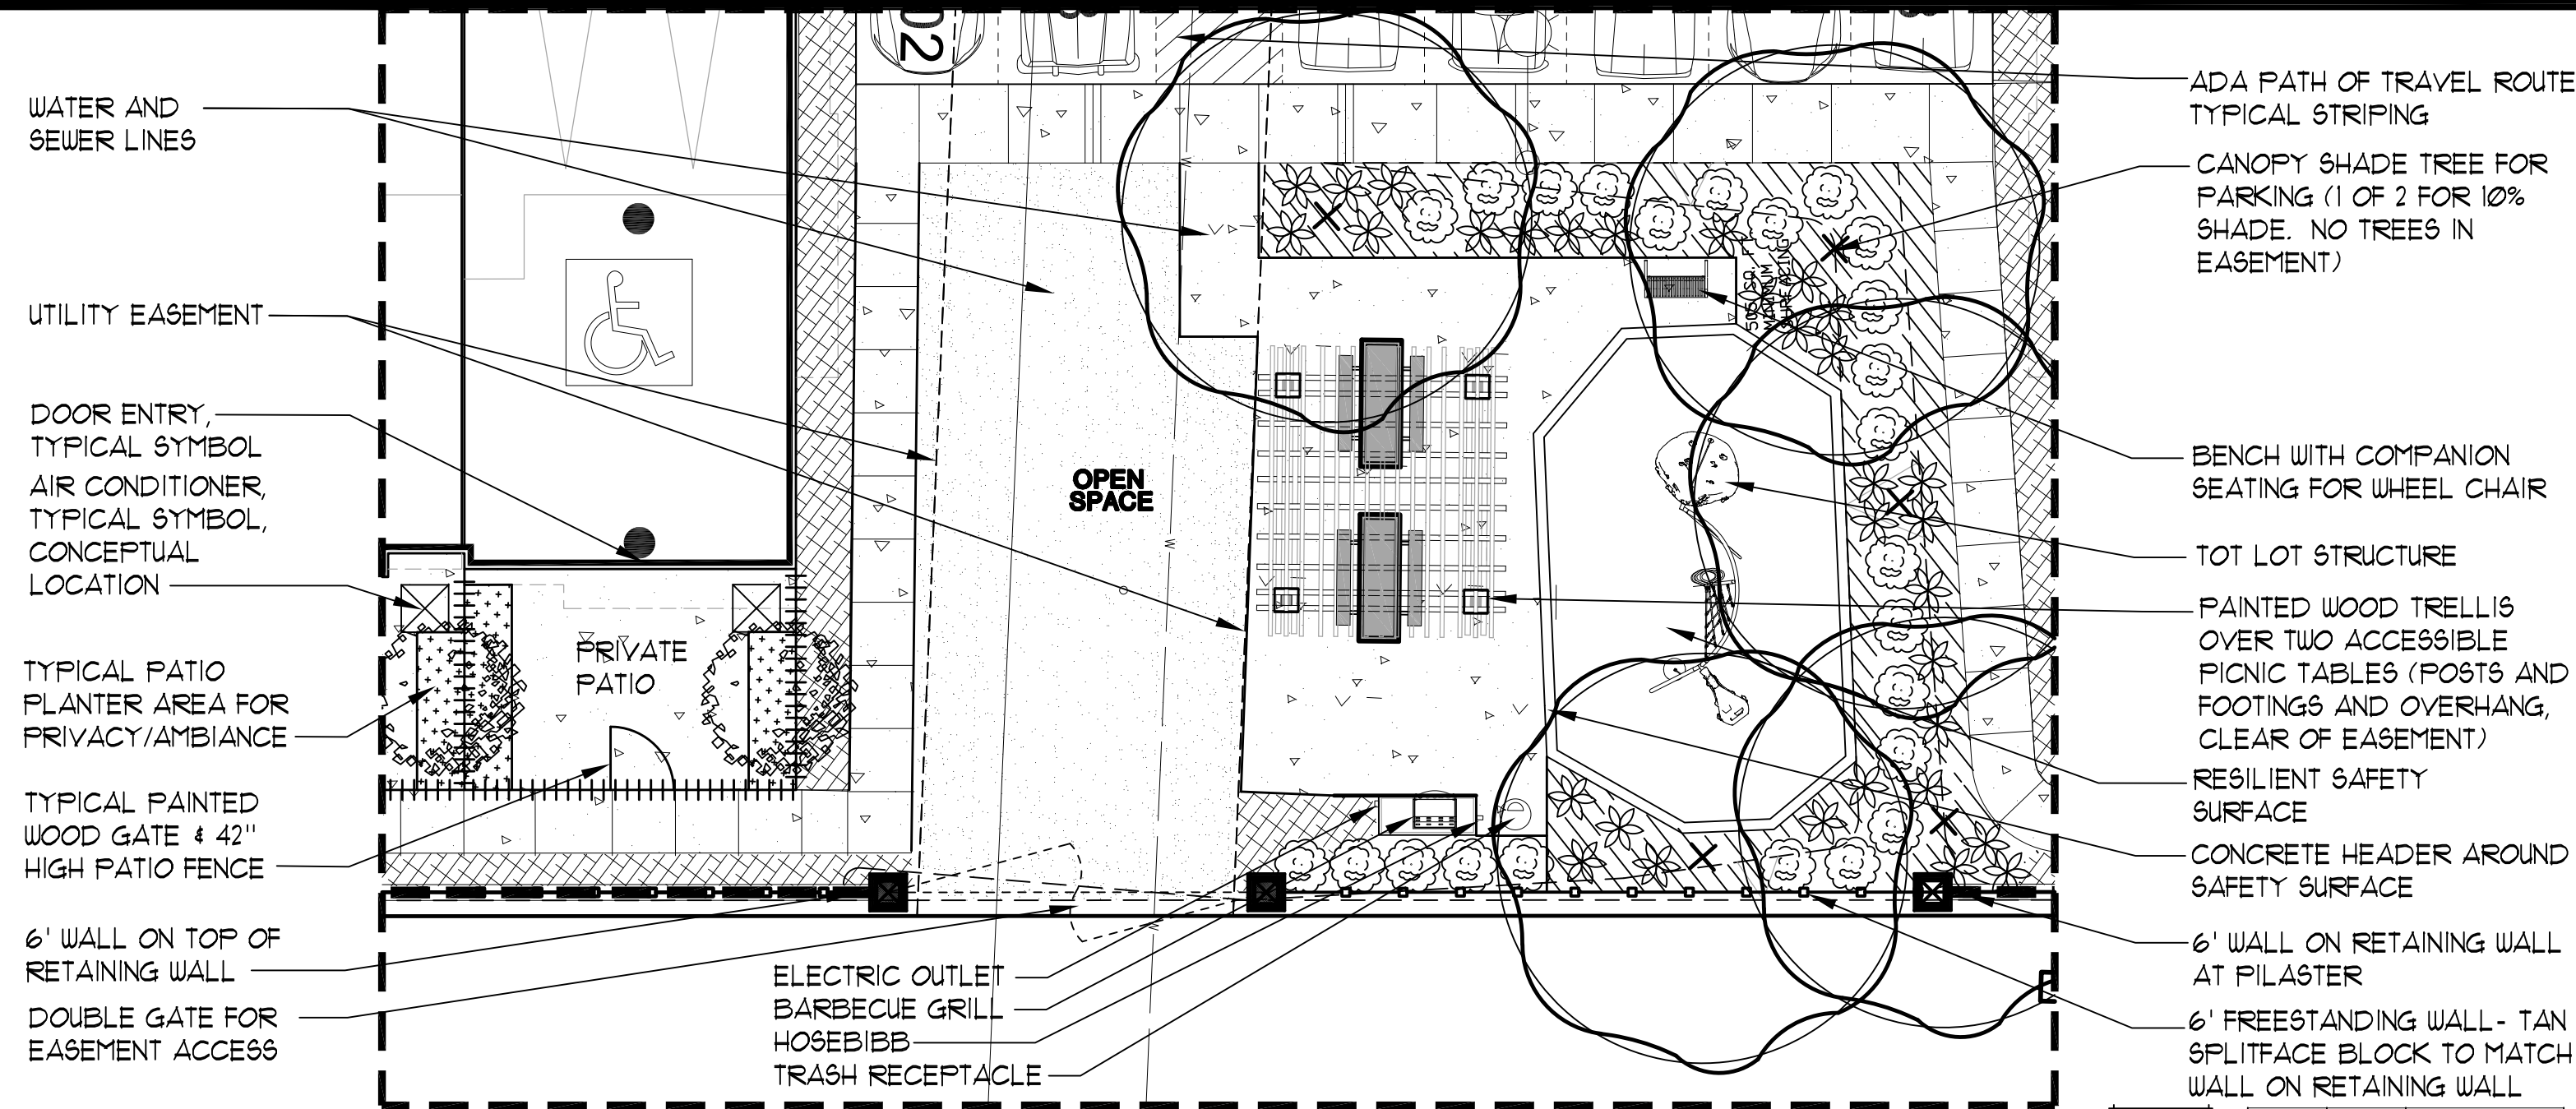 WATER AND
SEWER LINES
UTILITY EASEMENT
DOOR ENTRY,
TYPICAL SYMBOL
AIR CONDITIONER,
TYPICAL SYMBOL,
CONCEPTUAL
LOCATION
TYPICAL PATIO
PLANTER AREA FOR
PRIVACY/AMBIANCE
TYPICAL PAINTED
WOOD GATE & 42"
HIGH PATIO FENCE
6' WALL ON TOP OF
RETAINING WALL
DOUBLE GATE FOR
EASEMENT ACCESS
02
PRIVATE
PATIO
OPEN
SPACE
W
W
W
W
505 SQ. FT.
MINIMUM
SURFACING
ELECTRIC OUTLET
BARBECUE GRILL
HOSEBIBB
TRASH RECEPTACLE
ADA PATH OF TRAVEL ROUTE
TYPICAL STRIPING
CANOPY SHADE TREE FOR
PARKING (1 OF 2 FOR 10%
SHADE. NO TREES IN
EASEMENT)
BENCH WITH COMPANION
SEATING FOR WHEEL CHAIR
TOT LOT STRUCTURE
PAINTED WOOD TRELLIS
OVER TWO ACCESSIBLE
PICNIC TABLES (POSTS AND
FOOTINGS AND OVERHANG,
CLEAR OF EASEMENT)
RESILIENT SAFETY
SURFACE
CONCRETE HEADER AROUND
SAFETY SURFACE
6' WALL ON RETAINING WALL
AT PILASTER
6' FREESTANDING WALL- TAN
SPLITFACE BLOCK TO MATCH
WALL ON RETAINING WALL